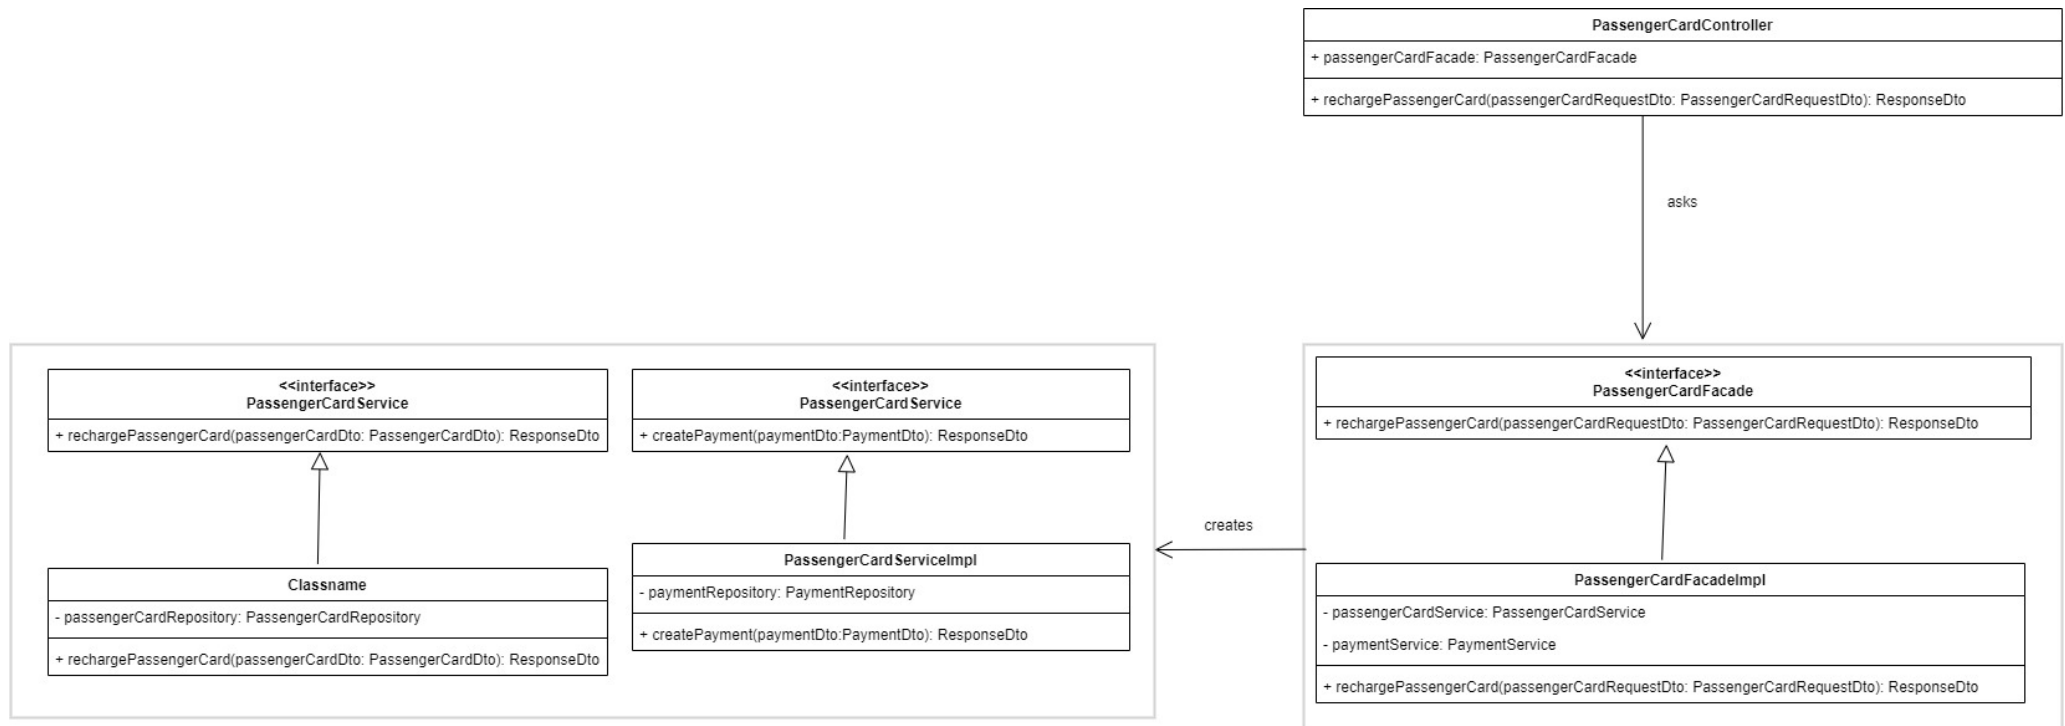 PassengerCardController
+ passengerCardFacade: PassengerCardFacade
+ rechargePassengerCard(passengerCardRequestDto: PassengerCardRequestDto): ResponseDto
asks
<<interface>>
PassengerCardService
+ rechargePassengerCard(passengerCardDto: PassengerCardDto): ResponseDto
<<interface>>
PassengerCardService
+ createPayment(paymentDto:PaymentDto): ResponseDto
<<interface>>
PassengerCardFacade
+ rechargePassengerCard(passengerCardRequestDto: PassengerCardRequestDto): ResponseDto
creates
Classname
- passengerCardRepository: PassengerCardRepository
+ rechargePassengerCard(passengerCardDto: PassengerCardDto): ResponseDto
PassengerCardServiceImpl
- paymentRepository: PaymentRepository
+ createPayment(paymentDto:PaymentDto): ResponseDto
PassengerCardFacadeImpl
- passengerCardService: PassengerCardService
- paymentService: PaymentService
+ rechargePassengerCard(passengerCardRequestDto: PassengerCardRequestDto): ResponseDto